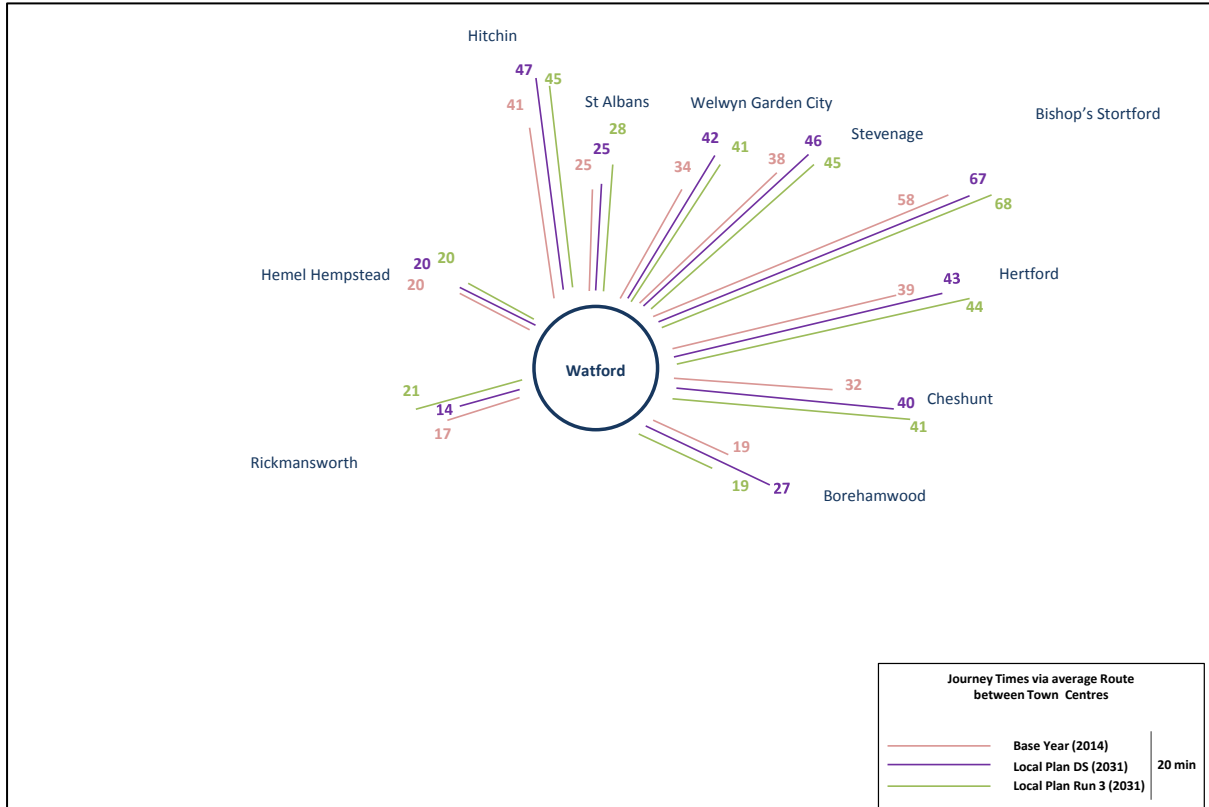 Hitchin
47
45
41
St Albans
28
25
25
Welwyn Garden City
42
41
34
Stevenage
46
45
38
Bishop's Stortford
67
68
58
Hemel Hempstead
20
20
20
Hertford
43
44
39
Watford
32
Cheshunt
40
41
21
14
17
Rickmansworth
19
19
27
Borehamwood
Journey Times via average Route
between Town Centres
Base Year (2014)
Local Plan DS (2031)
Local Plan Run 3 (2031)
20 min